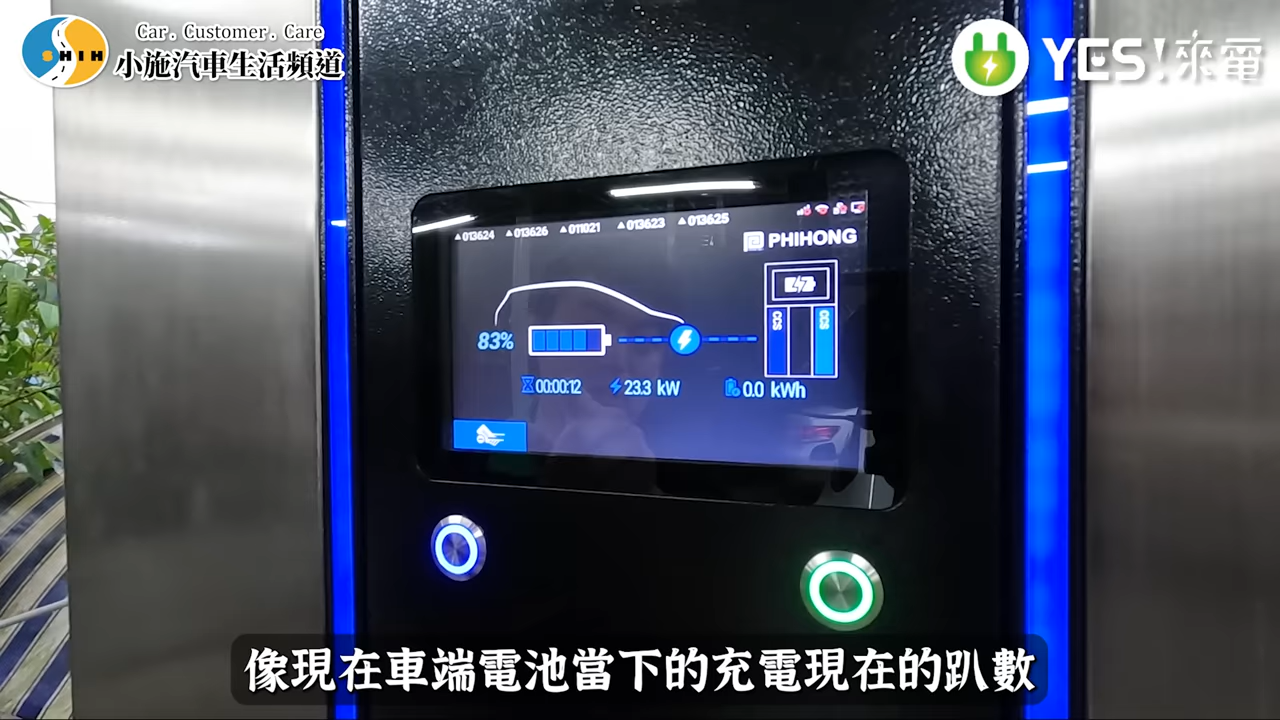 Car. Customer. Care
SHIH
小施汽車生活頻道
YES!來電
▲013624 ▲013626 ▲011021 ▲013623 ▲013625
PHIHONG
CCS CCS
83%
00:00:12 23.3 kW 0.0 kWh
像現在車端電池當下的充電現在的趴數